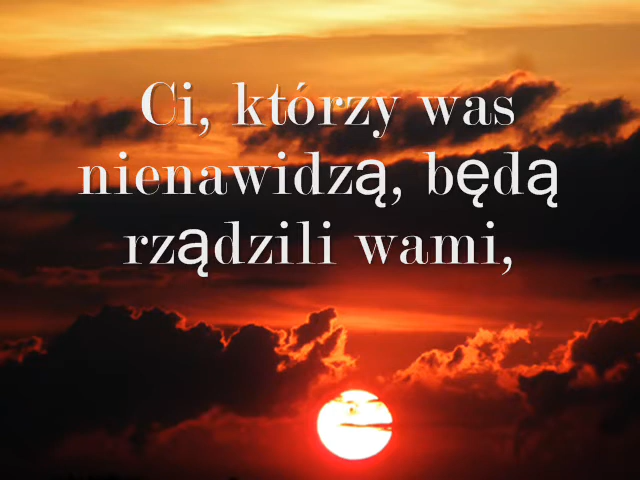 Ci, którzy was
nienawidzą, będą
rządzili wami,